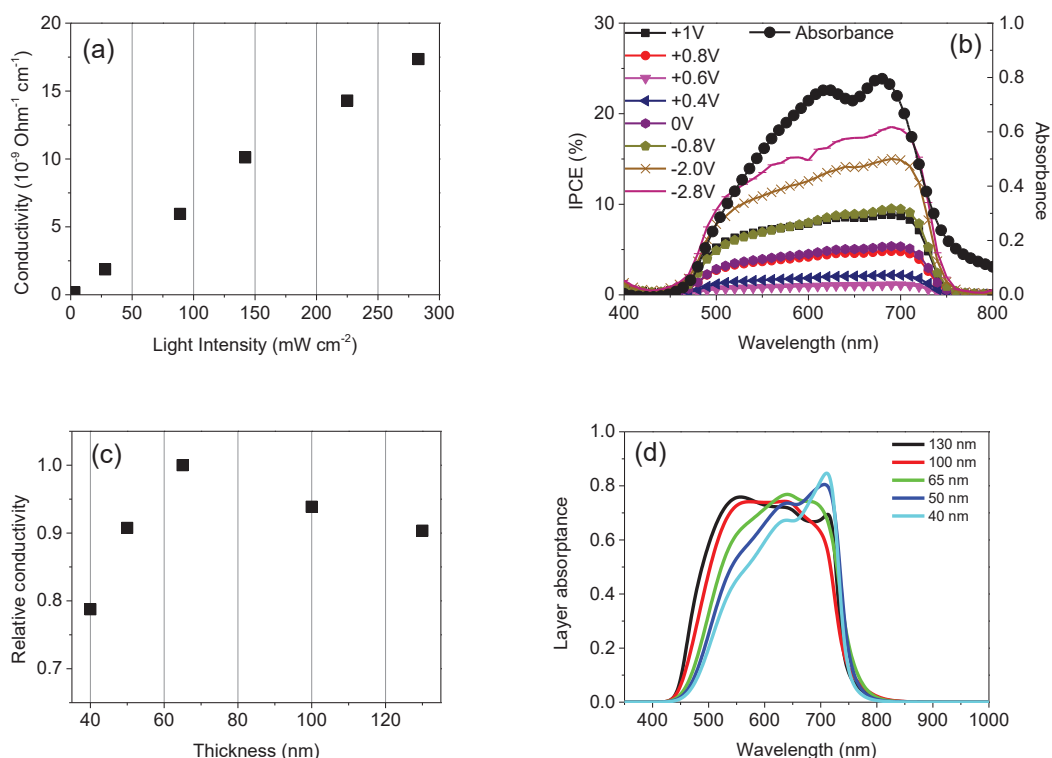 (a)
20
15
10
5
0
0 50 100 150 200 250 300
Conductivity (10⁻⁹ Ohm⁻¹ cm⁻¹)
Light Intensity (mW cm⁻²)
(b)
30
20
10
0
1.0
0.8
0.6
0.4
0.2
0.0
400 500 600 700 800
IPCE (%)
Absorbance
Wavelength (nm)
+1V
+0.8V
+0.6V
+0.4V
0V
-0.8V
-2.0V
-2.8V
Absorbance
(c)
1.0
0.9
0.8
0.7
40 60 80 100 120
Relative conductivity
Thickness (nm)
(d)
1.0
0.8
0.6
0.4
0.2
0.0
400 500 600 700 800 900 1000
Layer absorptance
Wavelength (nm)
130 nm
100 nm
65 nm
50 nm
40 nm